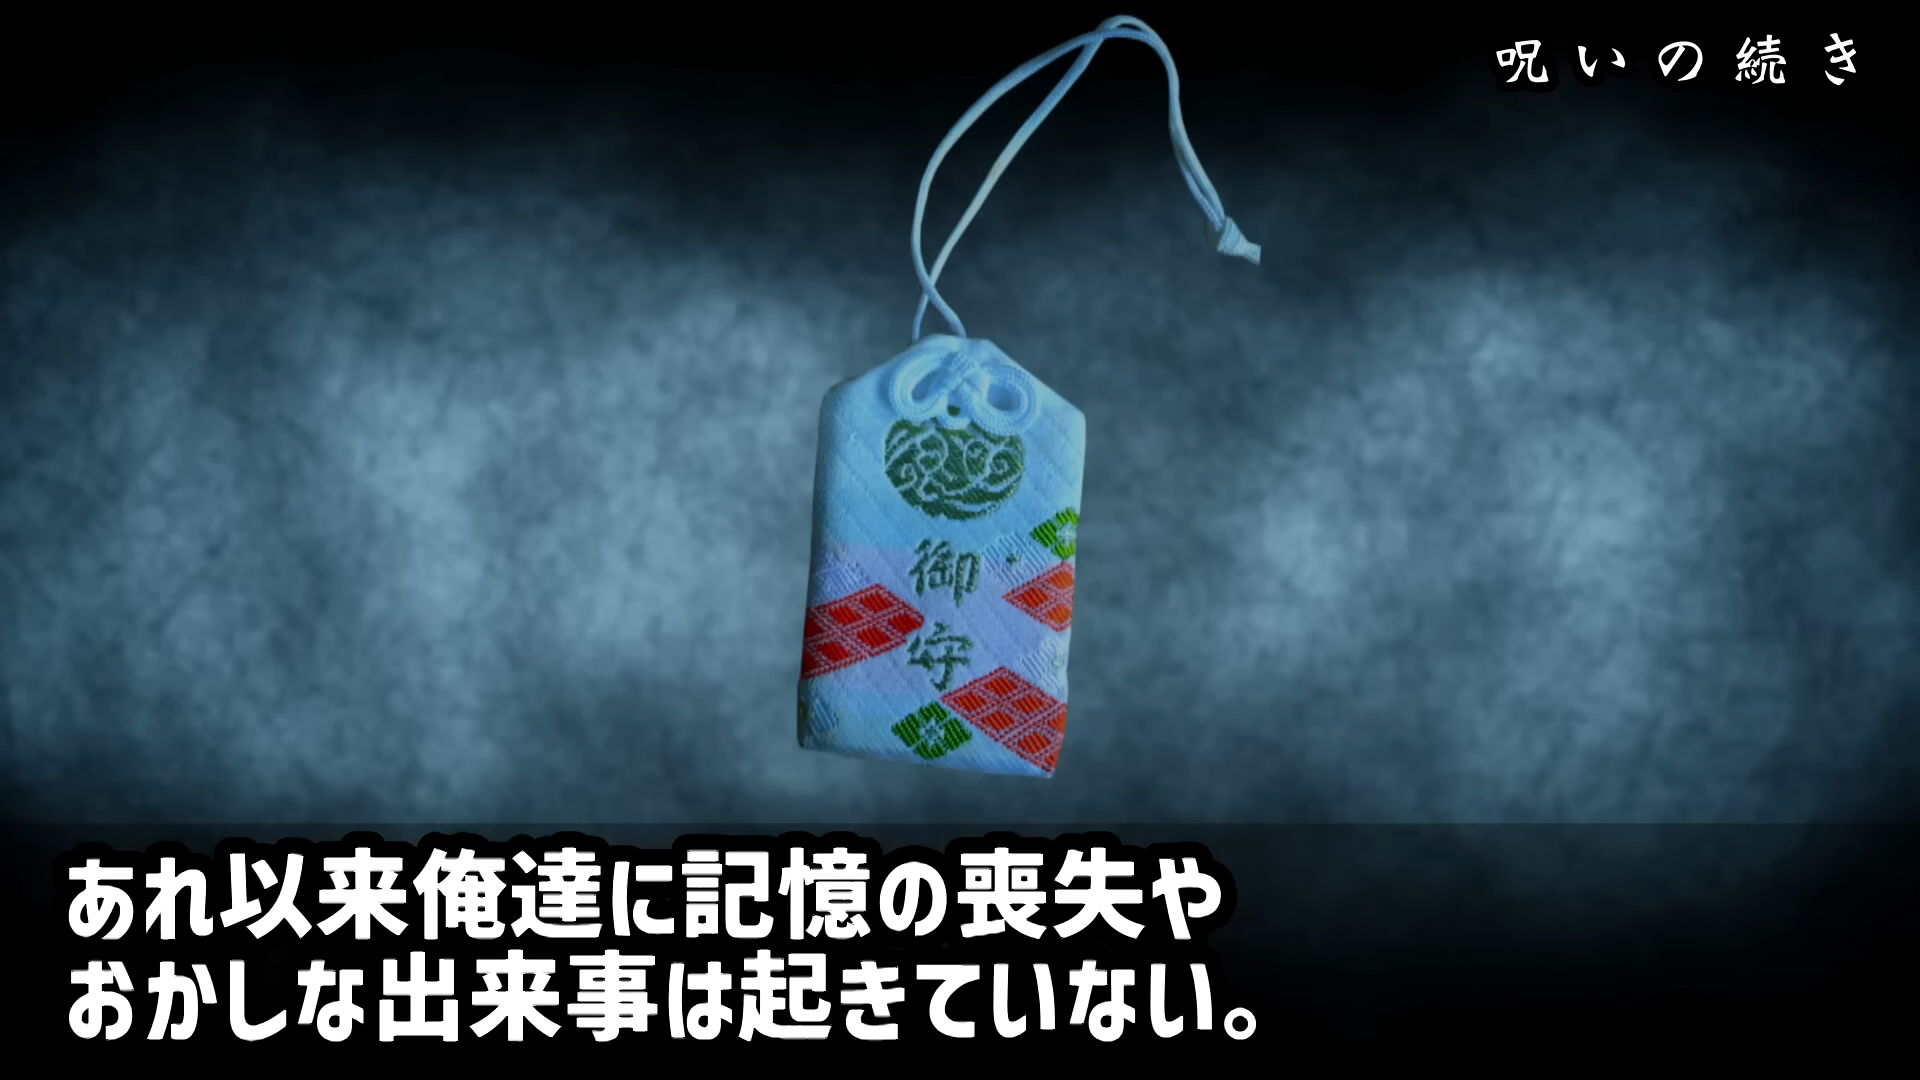 呪いの続き
御守
あれ以来俺達に記憶の喪失や
おかしな出来事は起きていない。